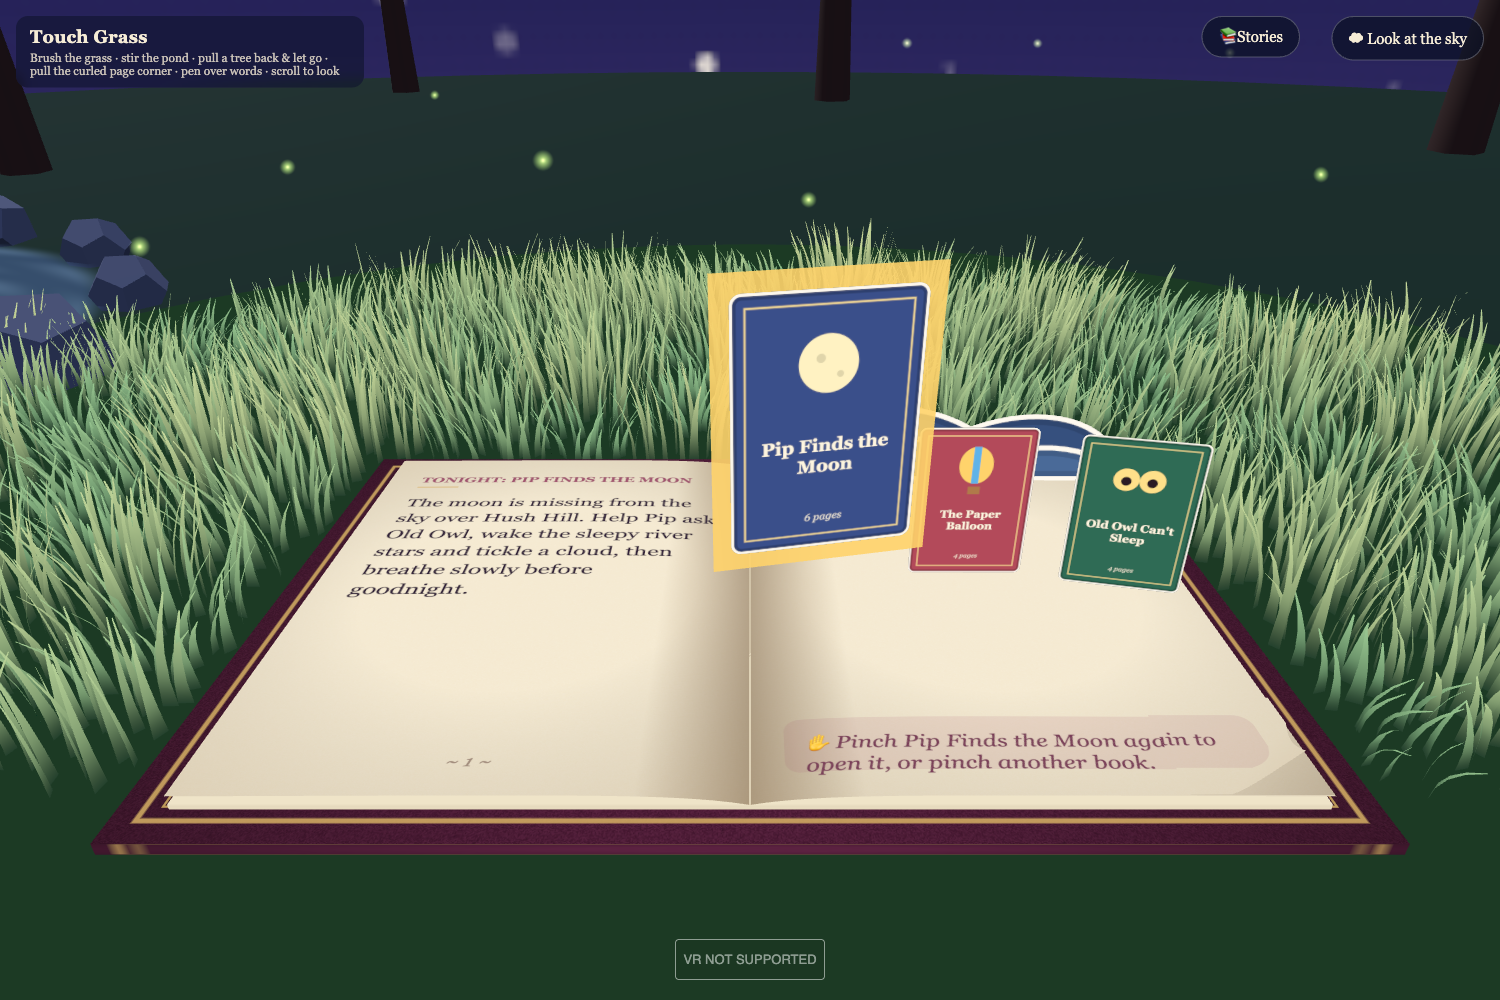 Touch Grass
Brush the grass · stir the pond · pull a tree back & let go ·
pull the curled page corner · pen over words · scroll to look
Stories
Look at the sky
TONIGHT: PIP FINDS THE MOON
The moon is missing from the
sky over Hush Hill. Help Pip ask
Old Owl, wake the sleepy river
stars and tickle a cloud, then
breathe slowly before
goodnight.
~ 1 ~
Pip Finds the
Moon
6 pages
The Paper
Balloon
4 pages
Old Owl Can't
Sleep
4 pages
Pinch Pip Finds the Moon again to
open it, or pinch another book.
VR NOT SUPPORTED